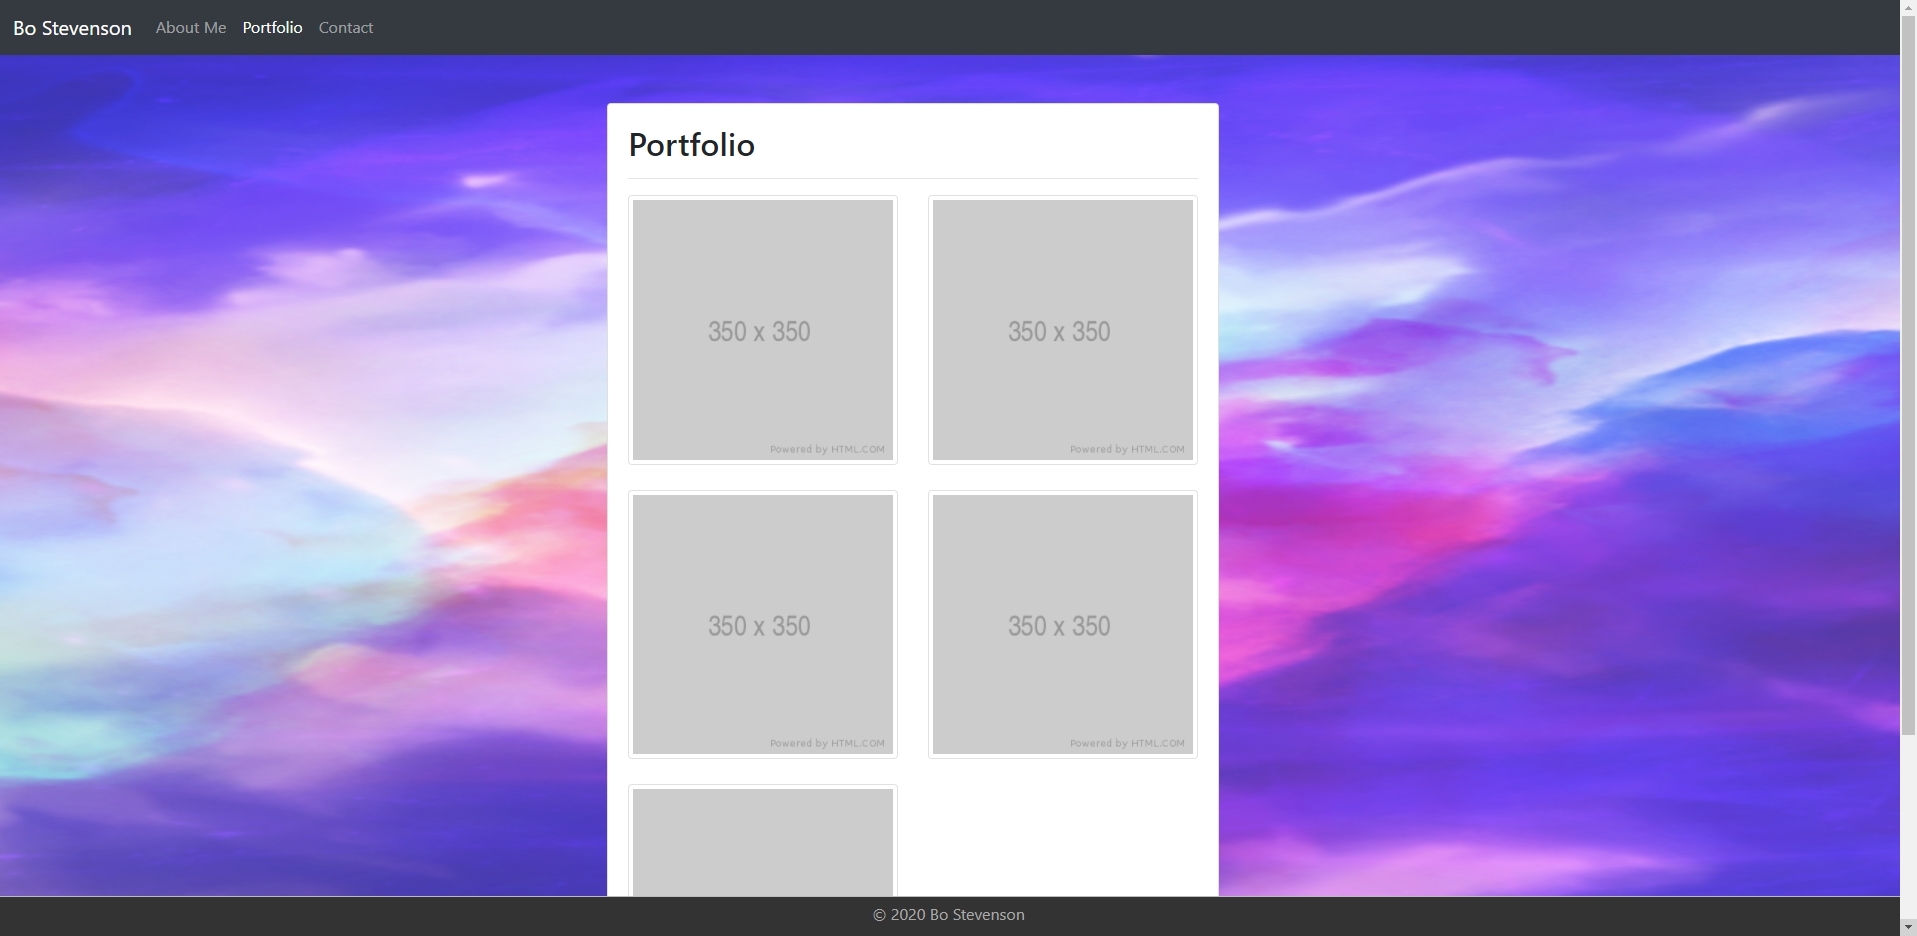 Bo Stevenson About Me Portfolio Contact
Portfolio
350 x 350 350 x 350
Powered by HTML.COM Powered by HTML.COM
350 x 350 350 x 350
Powered by HTML.COM Powered by HTML.COM
© 2020 Bo Stevenson